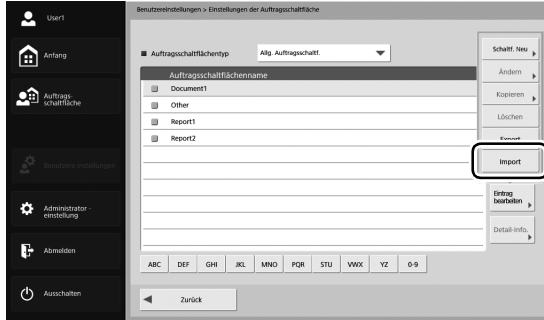 User1
Anfang
Auftrags-
schaltfläche
Benutzere instellungen
Administrator -
einstellung
Abmelden
Ausschalten
Benutzereinstellungen > Einstellungen der Auftragsschaltfläche
Auftragsschaltflächentyp
Allg. Auftragsschaltf.
Auftragsschaltflächenname
Document1
Other
Report1
Report2
ABC DEF GHI JKL MNO PQR STU VWX YZ 0-9
Zurück
Schaltf. Neu
Ändern
Kopieren
Löschen
Export
Import
Eintrag
bearbeiten
Detail-info.